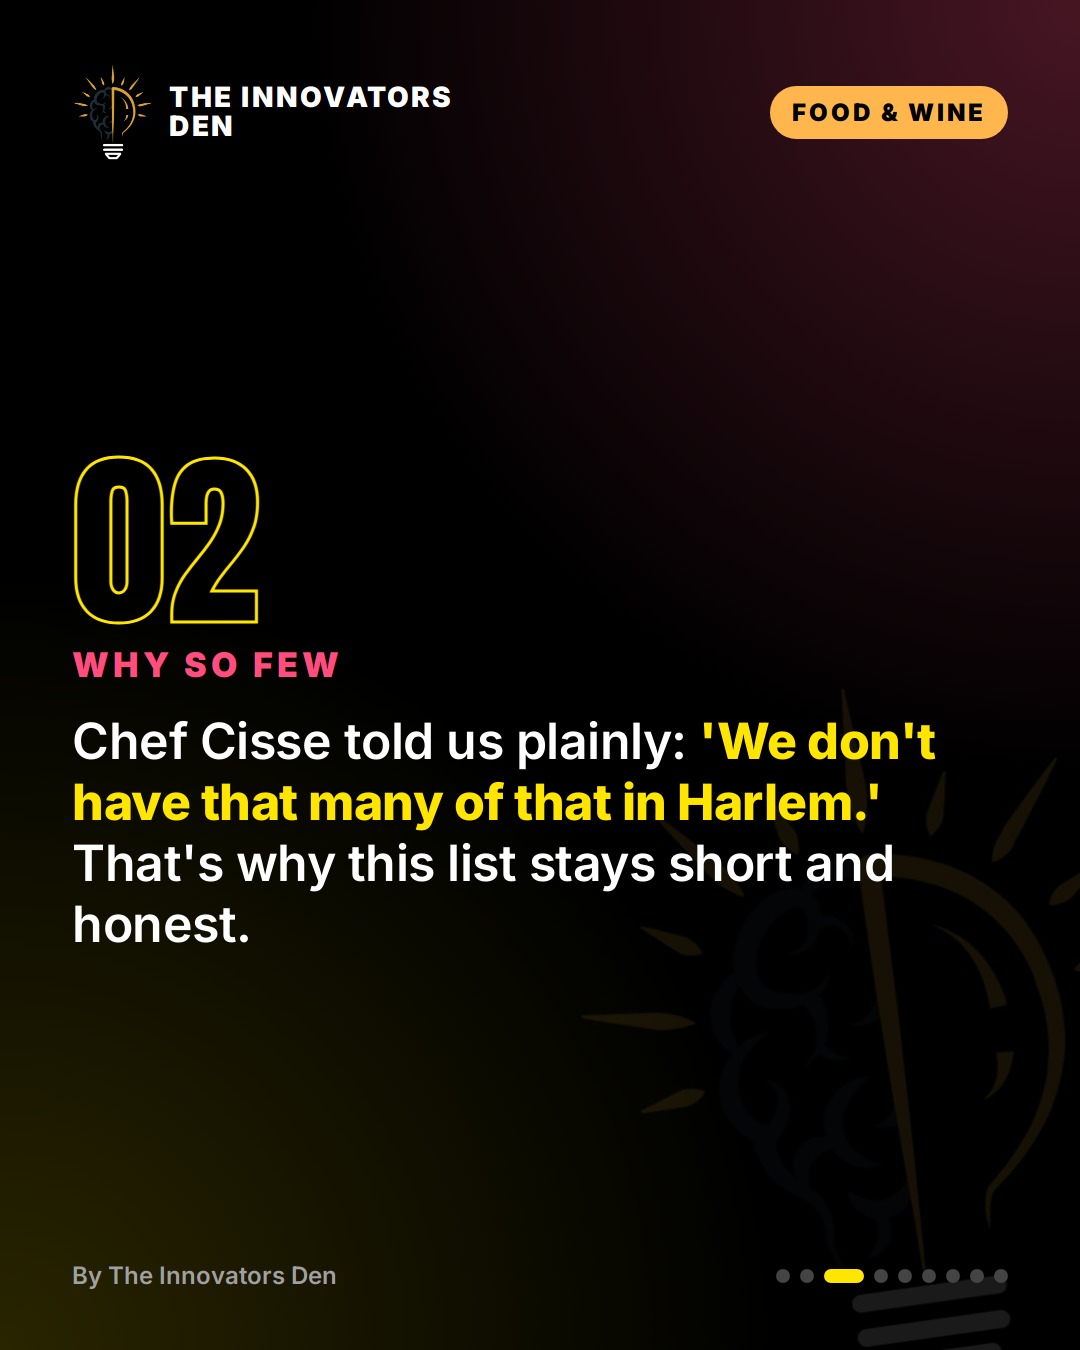 THE INNOVATORS
DEN
FOOD & WINE
02
WHY SO FEW
Chef Cisse told us plainly: 'We don't
have that many of that in Harlem.'
That's why this list stays short and
honest.
By The Innovators Den